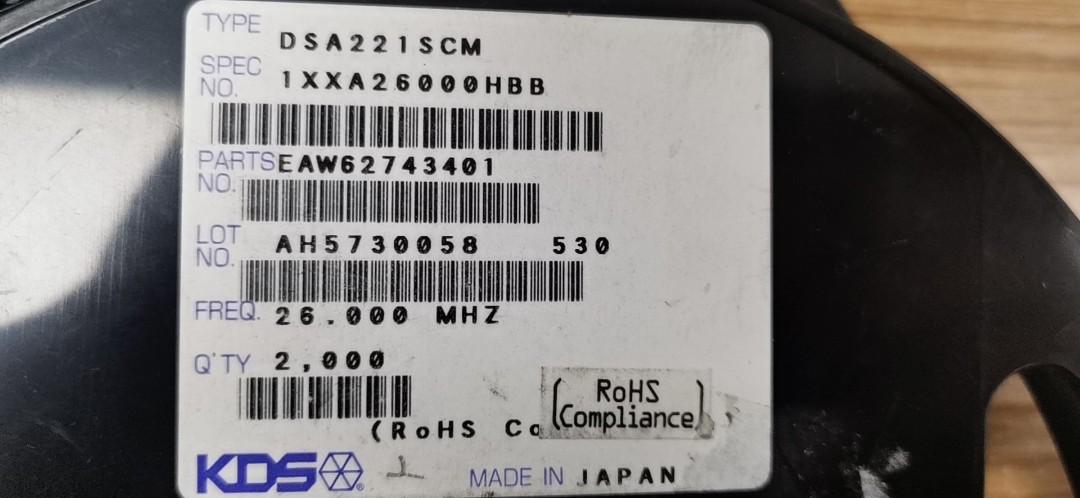 TYPE DSA221SCM
SPEC NO. 1XXA26000HBB
PARTS NO. EAW62743401
LOT NO. AH5730058 530
FREQ. 26.000 MHZ
Q'TY 2,000
(RoHS Co
(RoHS
Compliance)
KDS® MADE IN JAPAN